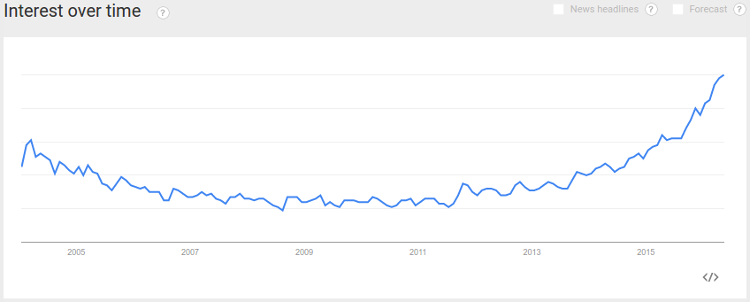 Interest over time ?
News headlines ? Forecast ?
2005 2007 2009 2011 2013 2015
</>